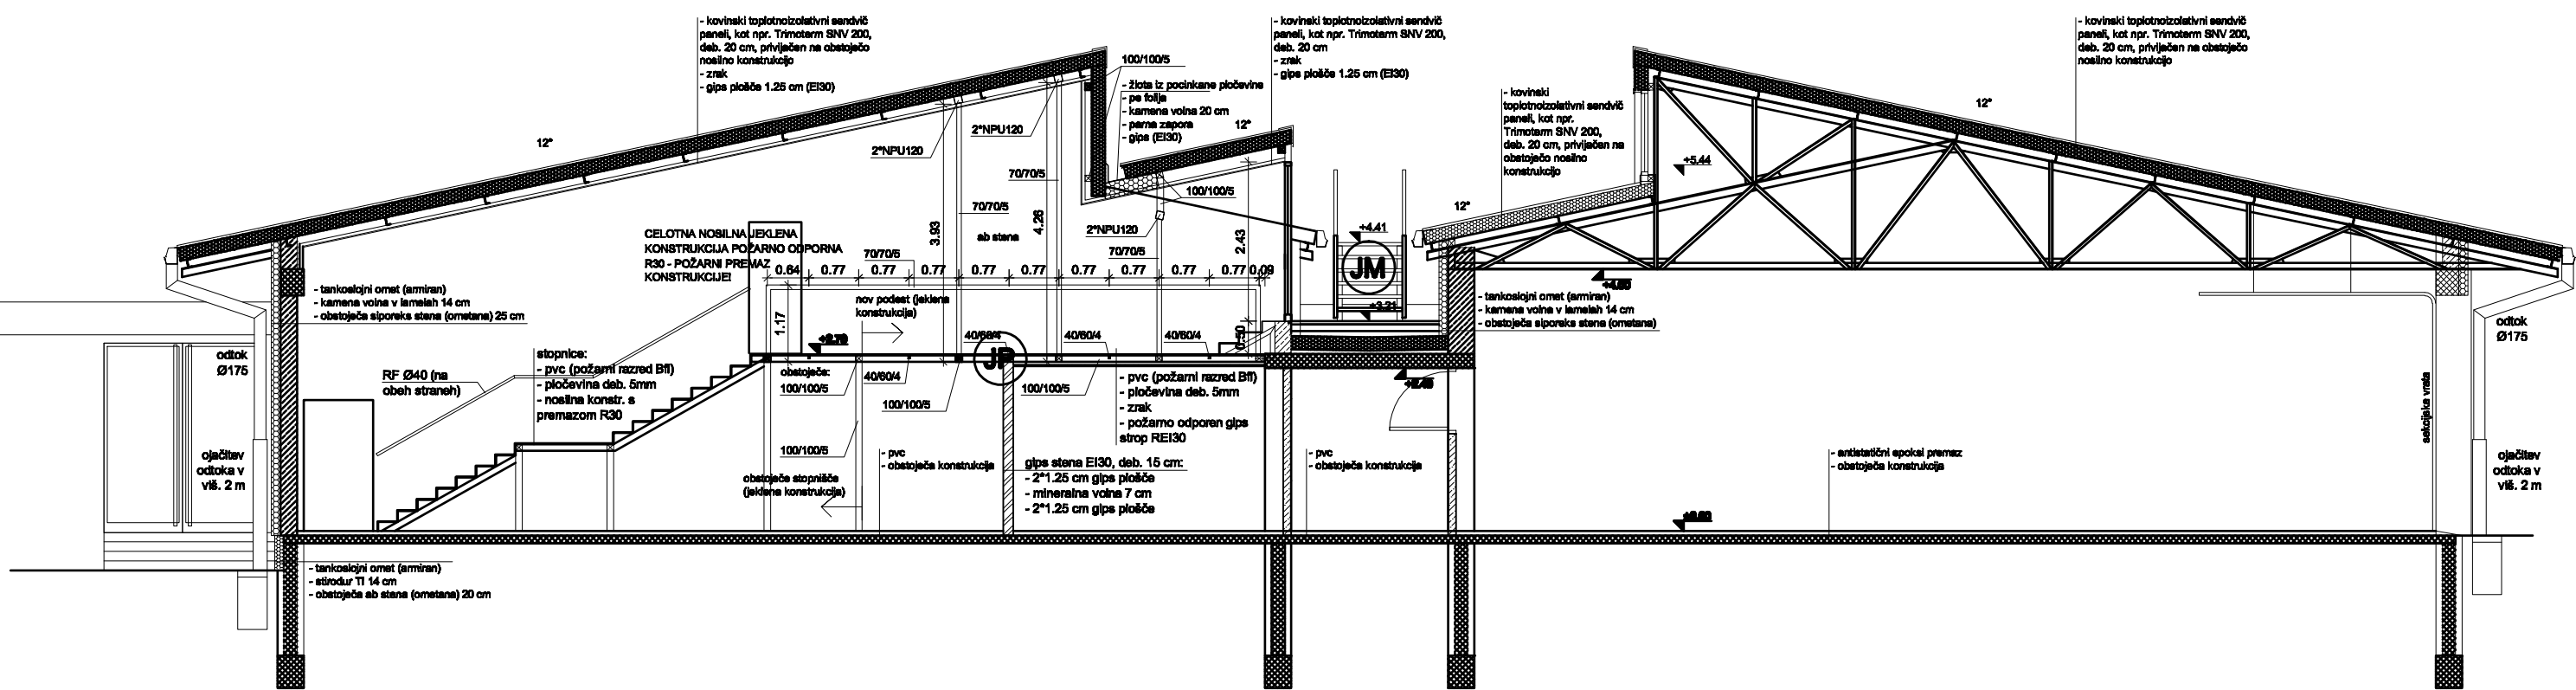 - kovinski toplotnoizolativni sendvič
paneli, kot npr. Trimoterm SNV 200,
deb. 20 cm, privijačen na obstoječo
nosilno konstrukcijo
- zrak
- gips plošče 1.25 cm (EI30)
100/100/5
- žlota iz pocinkane pločevine
- pe folija
- kamena volna 20 cm
- parna zapora
- gips (EI30)
- kovinski toplotnoizolativni sendvič
paneli, kot npr. Trimoterm SNV 200,
deb. 20 cm
- zrak
- gips plošče 1.25 cm (EI30)
- kovinski
toplotnoizolativni sendvič
paneli, kot npr.
Trimoterm SNV 200,
deb. 20 cm, privijačen na
obstoječo nosilno
konstrukcijo
- kovinski toplotnoizolativni sendvič
paneli, kot npr. Trimoterm SNV 200,
deb. 20 cm, privijačen na obstoječo
nosilno konstrukcijo
12°
12°
12°
12°
2*NPU120
2*NPU120
2*NPU120
70/70/5
70/70/5
70/70/5
70/70/5
100/100/5
+5.44
3.93
4.26
2.43
ab stena
CELOTNA NOSILNA JEKLENA
KONSTRUKCIJA POŽARNO ODPORNA
R30 - POŽARNI PREMAZ
KONSTRUKCIJE!
0.64 0.77 0.77 0.77 0.77 0.77 0.77 0.77 0.77 0.77 0.09
+4.41
JM
+3.21
- tankoslojni omet (armiran)
- kamena volna v lamelah 14 cm
- obstoječa siporeks stena (ometana) 25 cm
nov podest (jeklena
konstrukcija)
1.17
0.50
- tankoslojni omet (armiran)
- kamena volna v lamelah 14 cm
- obstoječa siporeks stena (ometana)
odtok
Ø175
odtok
Ø175
40/60/4
40/60/4
40/60/4
JP
stopnice:
- pvc (požarni razred Bfl)
- pločevina deb. 5mm
- nosilna konstr. s
premazom R30
RF Ø40 (na
obeh straneh)
obstoječe:
100/100/5
40/60/4
100/100/5
100/100/5
- pvc (požarni razred Bfl)
- pločevina deb. 5mm
- zrak
- požarno odporen gips
strop REI30
sekcijska vrata
ojačitev
odtoka v
viš. 2 m
100/100/5
- pvc
- obstoječa konstrukcija
obstoječe stopnišče
(jeklena konstrukcija)
gips stena EI30, deb. 15 cm:
- 2*1.25 cm gips plošče
- mineralna volna 7 cm
- 2*1.25 cm gips plošče
- pvc
- obstoječa konstrukcija
- antistatični epoksi premaz
- obstoječa konstrukcija
ojačitev
odtoka v
viš. 2 m
- tankoslojni omet (armiran)
- stirodur TI 14 cm
- obstoječa ab stena (ometana) 20 cm